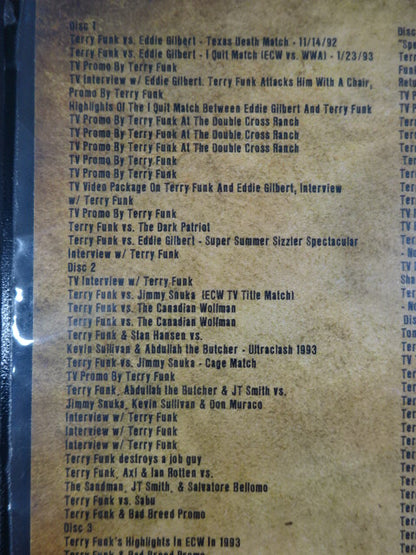 Disc 1
Terry Funk vs. Eddie Gilbert - Texas Death Match - 11/14/92
Terry Funk vs. Eddie Gilbert - I Quit Match (ECW vs. WWA) - 1/23/93
TV Promo By Terry Funk
TV Interview w/ Eddie Gilbert. Terry Funk Attacks Him With A Chair,
Promo By Terry Funk
Highlights Of The I Quit Match Between Eddie Gilbert And Terry Funk
TV Promo By Terry Funk At The Double Cross Ranch
TV Promo By Terry Funk At The Double Cross Ranch
TV Promo By Terry Funk At The Double Cross Ranch
TV Promo By Terry Funk
TV Promo By Terry Funk
TV Video Package On Terry Funk And Eddie Gilbert, Interview
w/ Terry Funk
TV Promo By Terry Funk
Terry Funk vs. The Dark Patriot
Terry Funk vs. Eddie Gilbert - Super Summer Sizzler Spectacular
Interview w/ Terry Funk
Disc 2
TV Interview w/ Terry Funk
Terry Funk vs. Jimmy Snuka (ECW TV Title Match)
Terry Funk vs. The Canadian Wolfman
Terry Funk vs. The Canadian Wolfman
Terry Funk & Stan Hansen vs.
Kevin Sullivan & Abdullah the Butcher - Ultraclash 1993
Terry Funk vs. Jimmy Snuka - Cage Match
TV Promo By Terry Funk
Terry Funk, Abdullah the Butcher & JT Smith vs.
Jimmy Snuka, Kevin Sullivan & Don Muraco
Interview w/ Terry Funk
Interview w/ Terry Funk
Interview w/ Terry Funk
Terry Funk destroys a job guy
Terry Funk, Axl & Ian Rotten vs.
The Sandman, JT Smith, & Salvatore Bellomo
Terry Funk vs. Sabu
Terry Funk & Bad Breed Promo
Disc 3
Terry Funk's Highlights In ECW In 1993
Terry Funk & Bad Breed Promo